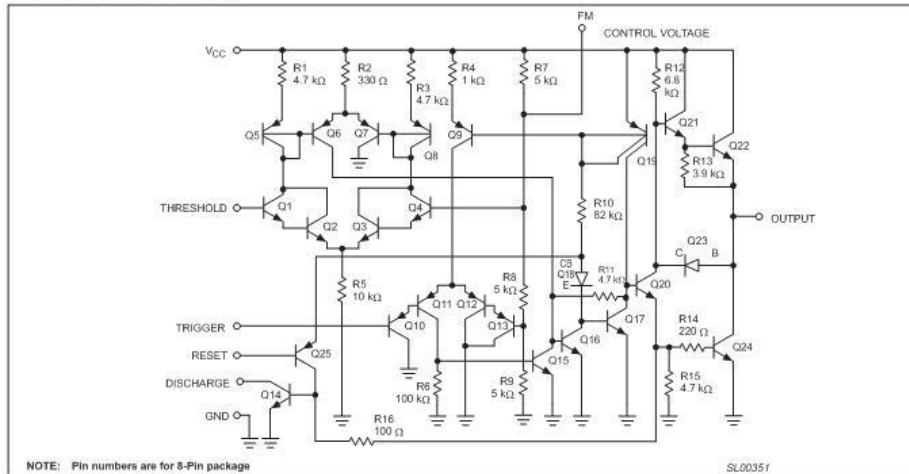 FM
CONTROL VOLTAGE
VCC
R1
4.7 kΩ
R2
330 Ω
R3
4.7 kΩ
R4
1 kΩ
R7
5 kΩ
R12
6.8
kΩ
Q5
Q6
Q7
Q8
Q9
Q19
Q21
Q22
R13
3.9 kΩ
R10
82 kΩ
THRESHOLD
Q1
Q2
Q3
Q4
OUTPUT
Q23
C
B
CB
Q18
E
R11
4.7 kΩ
Q20
R5
10 kΩ
R8
5 kΩ
Q11
Q12
Q10
Q13
TRIGGER
Q16
Q17
R14
220 Ω
Q24
RESET
Q25
Q15
R15
4.7 kΩ
DISCHARGE
Q14
R6
100 kΩ
R9
5 kΩ
GND
R16
100 Ω
NOTE: Pin numbers are for 8-Pin package
SL00351